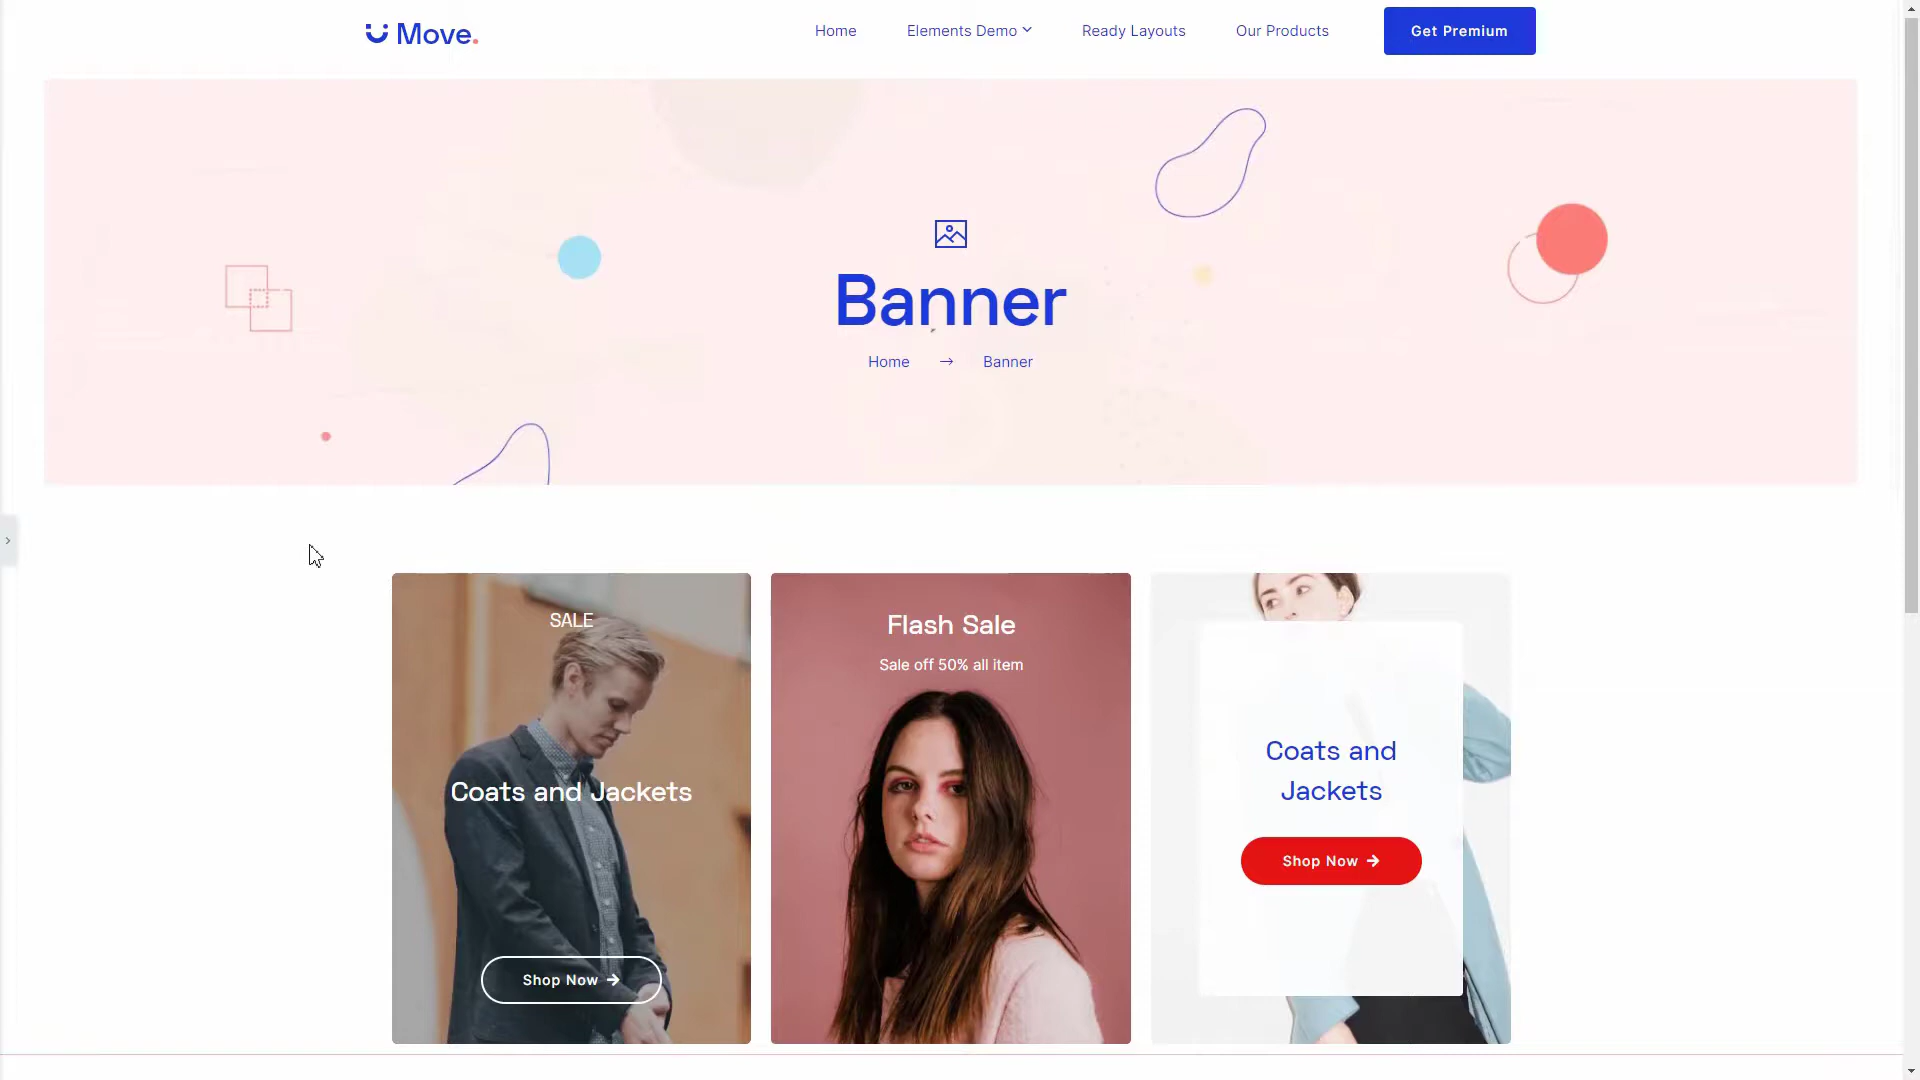 Move.
Home
Elements Demo
Ready Layouts
Our Products
Get Premium
Banner
Home → Banner
SALE
Coats and Jackets
Shop Now →
Flash Sale
Sale off 50% all item
Coats and
Jackets
Shop Now →